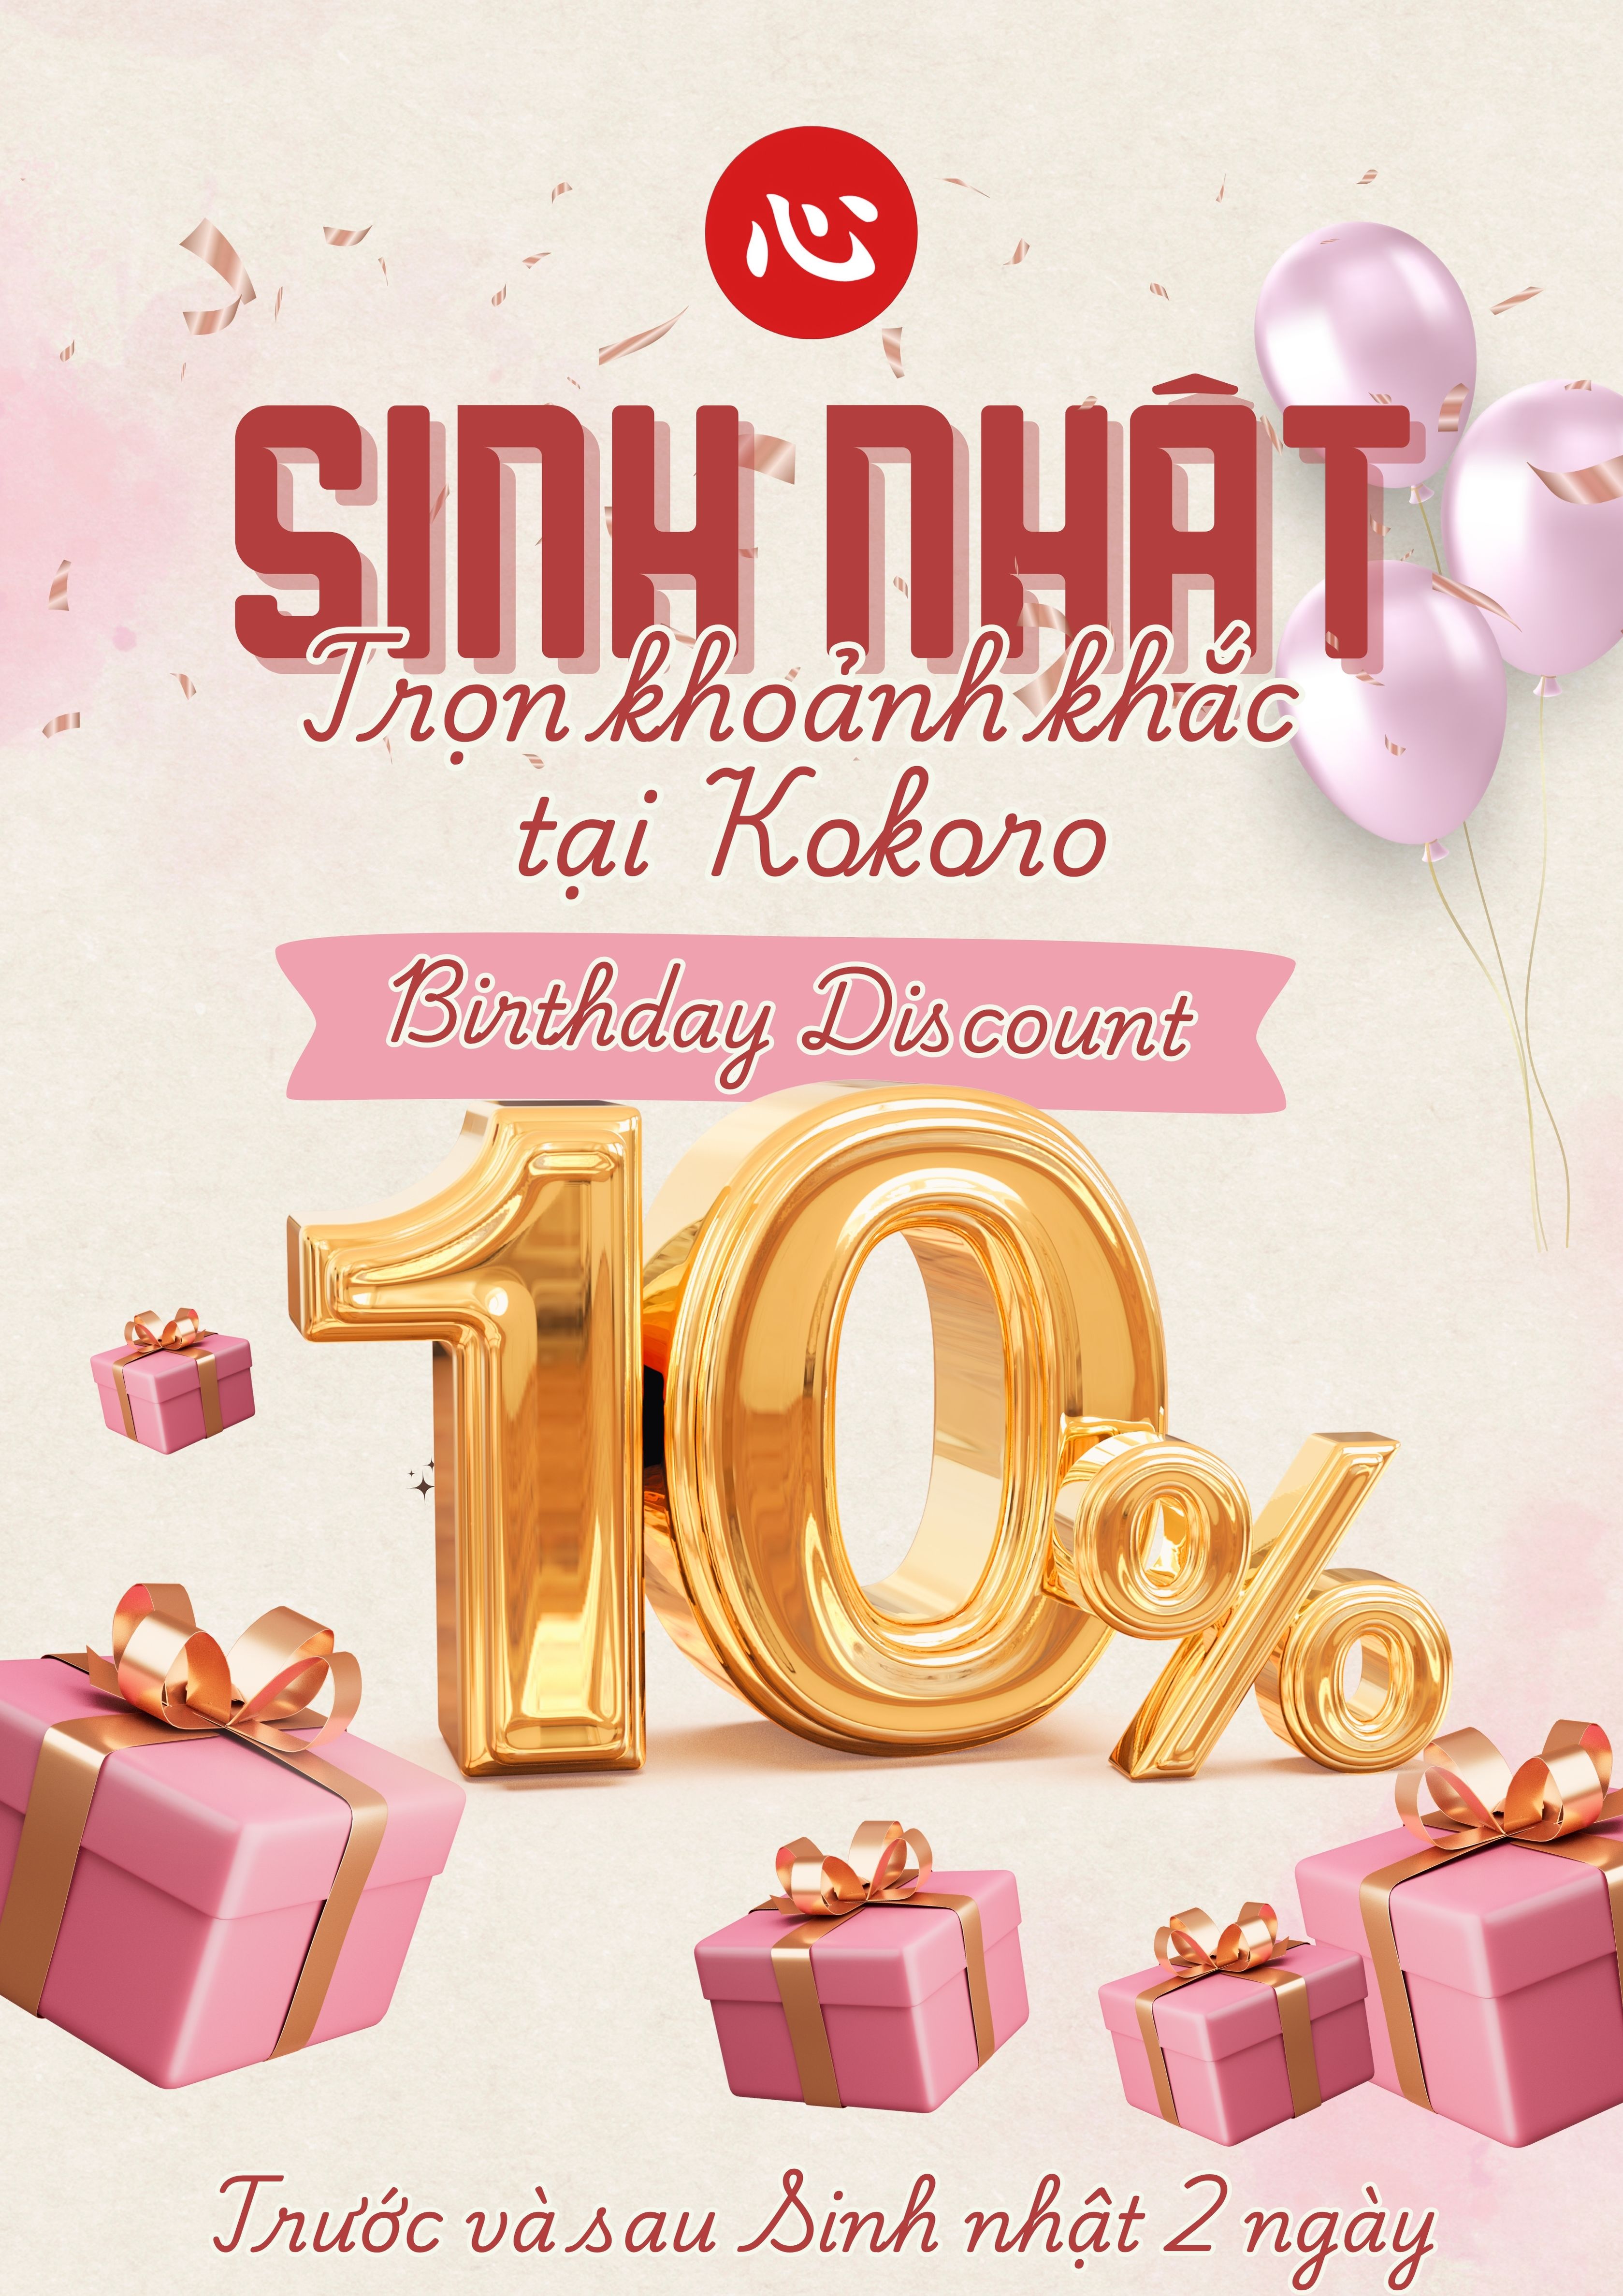 心
SINH NHẬT
Trọn khoảnh khắc
tại Kokoro
Birthday Discount
10%
Trước và sau Sinh nhật 2 ngày